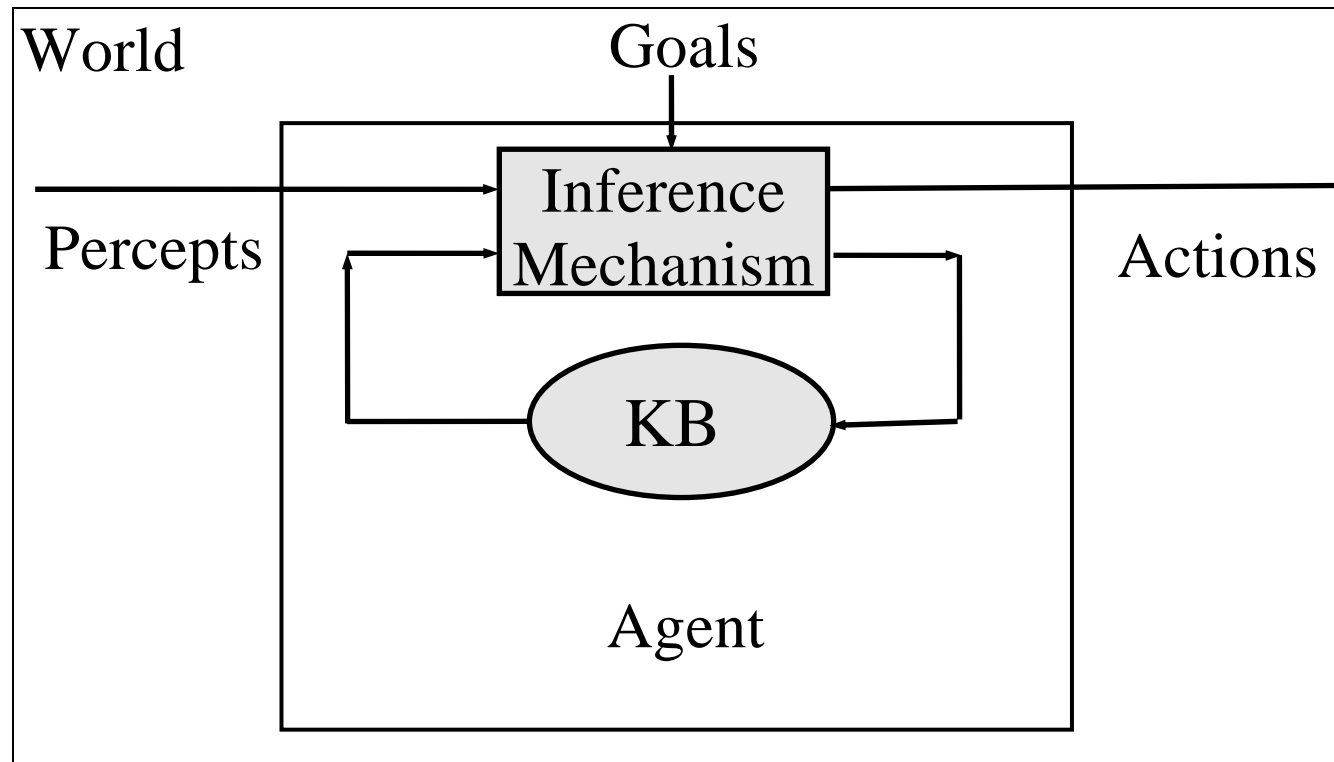 World
Goals
Inference
Mechanism
Percepts
Actions
KB
Agent